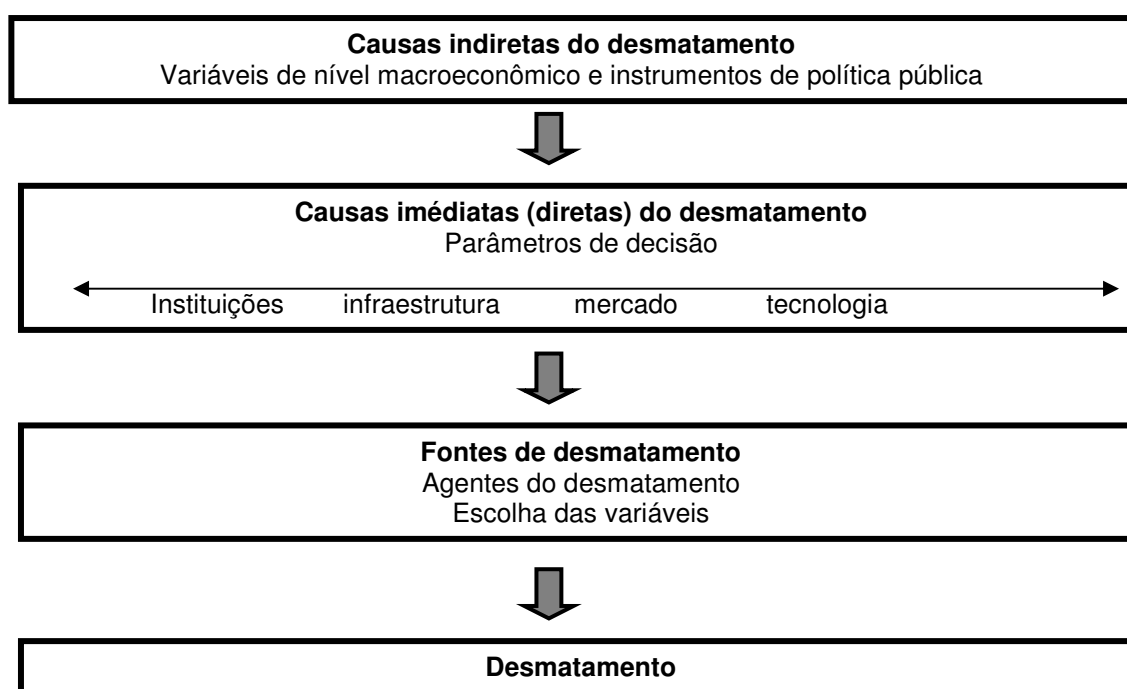 Causas indiretas do desmatamento
Variáveis de nível macroeconômico e instrumentos de política pública
Causas imédiatas (diretas) do desmatamento
Parâmetros de decisão
Instituições infraestrutura mercado tecnologia
Fontes de desmatamento
Agentes do desmatamento
Escolha das variáveis
Desmatamento